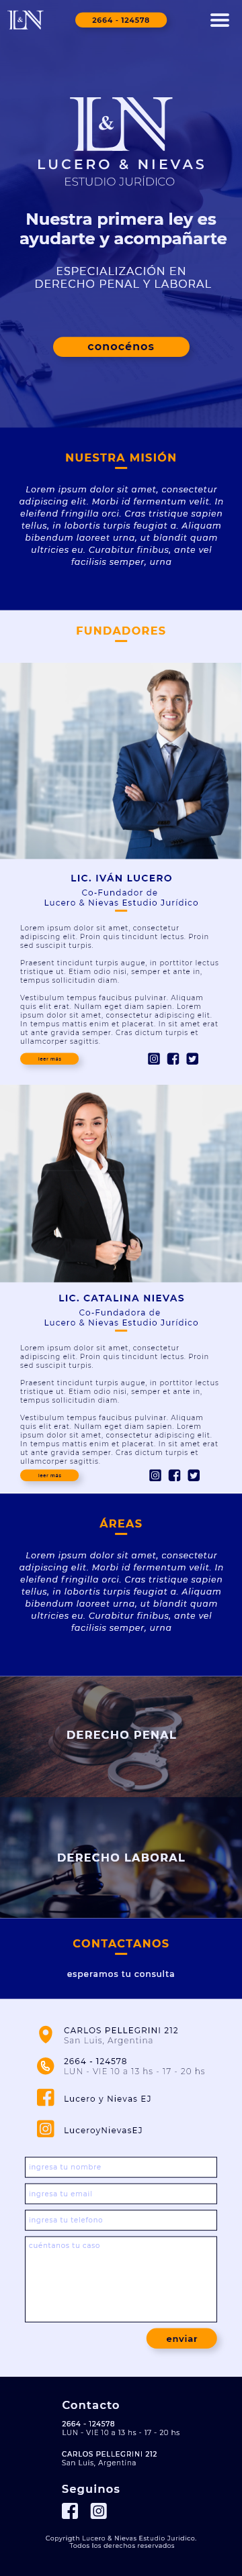 L&N
2664 - 124578
L&N
LUCERO & NIEVAS
ESTUDIO JURÍDICO
Nuestra primera ley es
ayudarte y acompañarte
ESPECIALIZACIÓN EN
DERECHO PENAL Y LABORAL
conocénos
NUESTRA MISIÓN
Lorem ipsum dolor sit amet, consectetur
adipiscing elit. Morbi id fermentum velit. In
eleifend fringilla orci. Cras tristique sapien
tellus, in lobortis turpis feugiat a. Aliquam
bibendum laoreet urna, ut blandit quam
ultricies eu. Curabitur finibus, ante vel
facilisis semper, urna
FUNDADORES
LIC. IVÁN LUCERO
Co-Fundador de
Lucero & Nievas Estudio Jurídico
Lorem ipsum dolor sit amet, consectetur
adipiscing elit. Proin quis tincidunt lectus. Proin
sed suscipit turpis.
Praesent tincidunt turpis augue, in porttitor lectus
tristique ut. Etiam odio nisi, semper et ante in,
tempus sollicitudin diam.
Vestibulum tempus faucibus pulvinar. Aliquam
quis elit erat. Nullam eget diam sapien. Lorem
ipsum dolor sit amet, consectetur adipiscing elit.
In tempus mattis enim et placerat. In sit amet erat
ut ante gravida semper. Cras dictum turpis et
ullamcorper sagittis.
leer más
LIC. CATALINA NIEVAS
Co-Fundadora de
Lucero & Nievas Estudio Jurídico
Lorem ipsum dolor sit amet, consectetur
adipiscing elit. Proin quis tincidunt lectus. Proin
sed suscipit turpis.
Praesent tincidunt turpis augue, in porttitor lectus
tristique ut. Etiam odio nisi, semper et ante in,
tempus sollicitudin diam.
Vestibulum tempus faucibus pulvinar. Aliquam
quis elit erat. Nullam eget diam sapien. Lorem
ipsum dolor sit amet, consectetur adipiscing elit.
In tempus mattis enim et placerat. In sit amet erat
ut ante gravida semper. Cras dictum turpis et
ullamcorper sagittis.
leer más
ÁREAS
Lorem ipsum dolor sit amet, consectetur
adipiscing elit. Morbi id fermentum velit. In
eleifend fringilla orci. Cras tristique sapien
tellus, in lobortis turpis feugiat a. Aliquam
bibendum laoreet urna, ut blandit quam
ultricies eu. Curabitur finibus, ante vel
facilisis semper, urna
DERECHO PENAL
DERECHO LABORAL
CONTACTANOS
esperamos tu consulta
CARLOS PELLEGRINI 212
San Luis, Argentina
2664 - 124578
LUN - VIE 10 a 13 hs - 17 - 20 hs
Lucero y Nievas EJ
LuceroyNievasEJ
ingresa tu nombre
ingresa tu email
ingresa tu telefono
cuéntanos tu caso
enviar
Contacto
2664 - 124578
LUN - VIE 10 a 13 hs - 17 - 20 hs
CARLOS PELLEGRINI 212
San Luis, Argentina
Seguinos
Copyrigth Lucero & Nievas Estudio Juridico.
Todos los derechos reservados